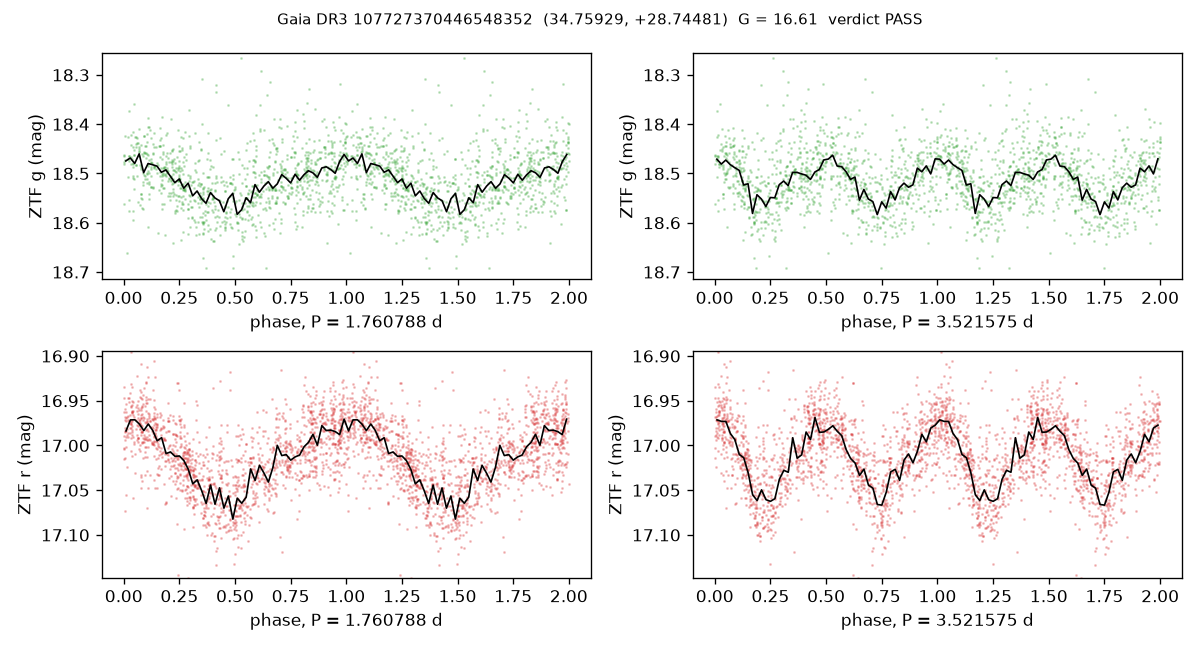 Gaia DR3 107727370446548352 (34.75929, +28.74481) G = 16.61 verdict PASS
ZTF g (mag)
18.3
18.4
18.5
18.6
18.7
0.00 0.25 0.50 0.75 1.00 1.25 1.50 1.75 2.00
phase, P = 1.760788 d
ZTF g (mag)
18.3
18.4
18.5
18.6
18.7
0.00 0.25 0.50 0.75 1.00 1.25 1.50 1.75 2.00
phase, P = 3.521575 d
ZTF r (mag)
16.90
16.95
17.00
17.05
17.10
0.00 0.25 0.50 0.75 1.00 1.25 1.50 1.75 2.00
phase, P = 1.760788 d
ZTF r (mag)
16.90
16.95
17.00
17.05
17.10
0.00 0.25 0.50 0.75 1.00 1.25 1.50 1.75 2.00
phase, P = 3.521575 d